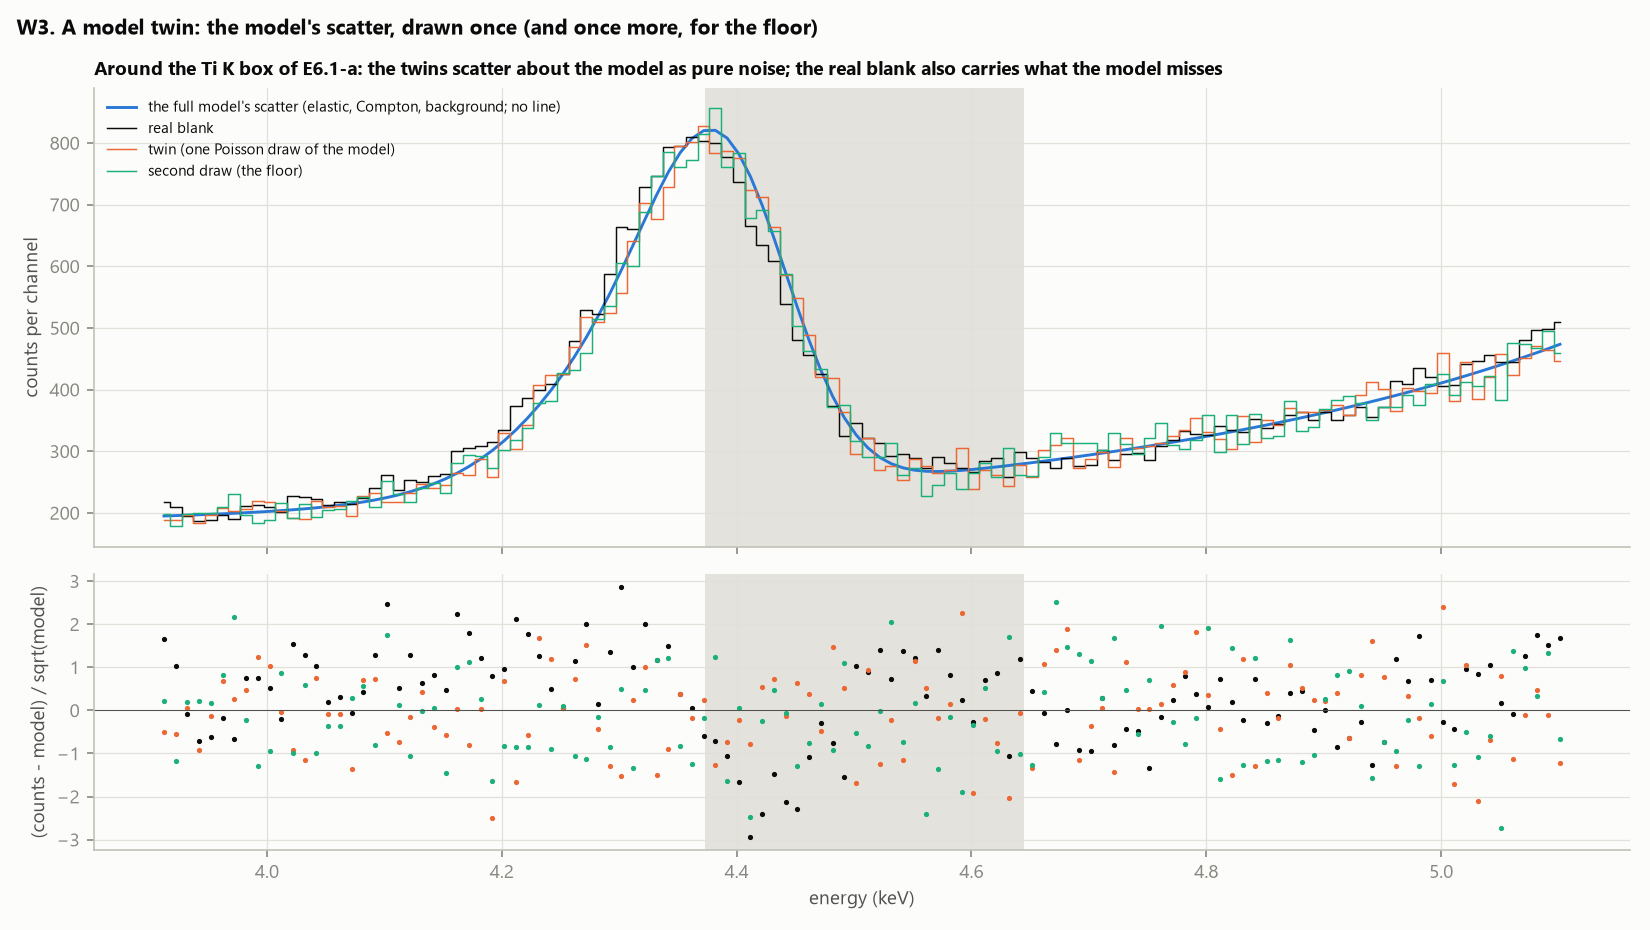 W3. A model twin: the model's scatter, drawn once (and once more, for the floor)
Around the Ti K box of E6.1-a: the twins scatter about the model as pure noise; the real blank also carries what the model misses
the full model's scatter (elastic, Compton, background; no line)
real blank
twin (one Poisson draw of the model)
second draw (the floor)
counts per channel
800
700
600
500
400
300
200
(counts - model) / sqrt(model)
3
2
1
0
−1
−2
−3
4.0
4.2
4.4
4.6
4.8
5.0
energy (keV)